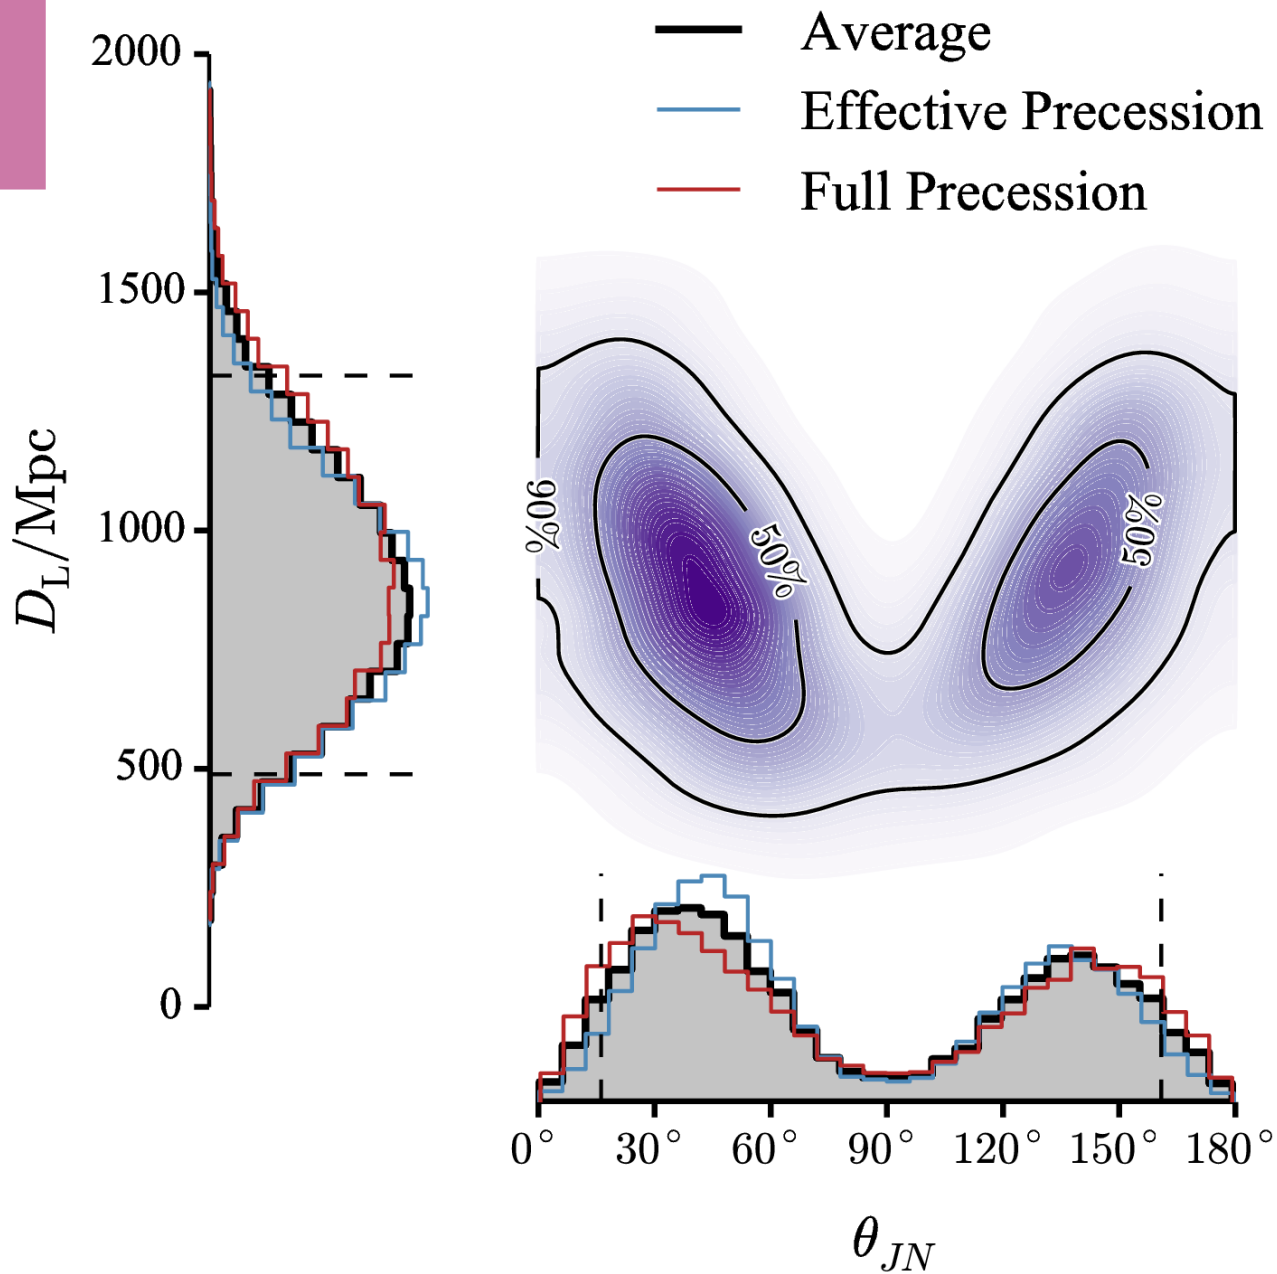 Average
Effective Precession
Full Precession
2000
1500
1000
500
0
D_L/Mpc
90%
50%
50%
0° 30° 60° 90° 120° 150° 180°
θ_JN